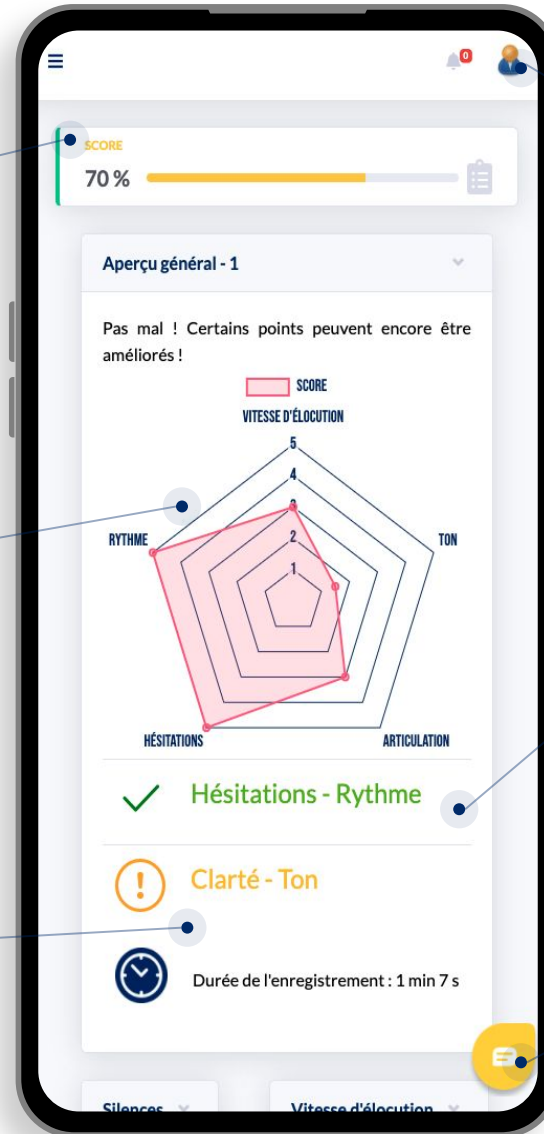 0
SCORE
70 %
Aperçu général - 1
Pas mal ! Certains points peuvent encore être
améliorés !
SCORE
VITESSE D'ÉLOCUTION
5
4
3
RYTHME
TON
2
1
HÉSITATIONS
ARTICULATION
Hésitations - Rythme
Clarté - Ton
Durée de l'enregistrement : 1 min 7 s
Silences
Vitesse d'élocution